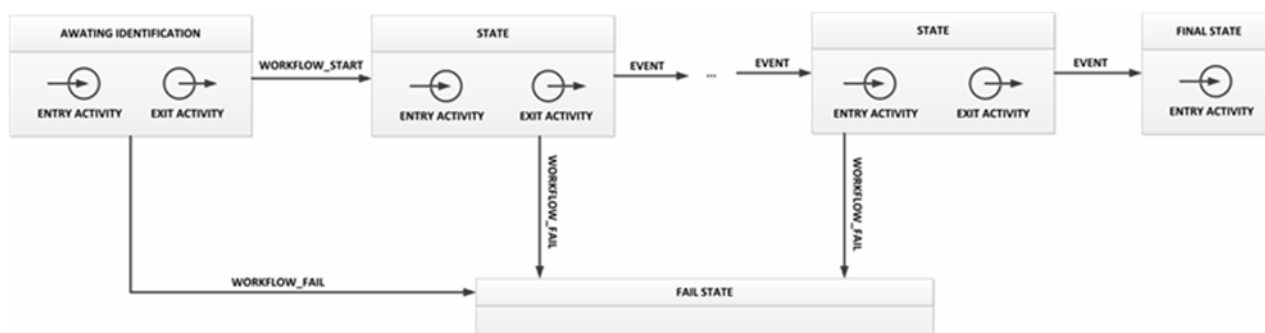 AWATING IDENTIFICATION
ENTRY ACTIVITY
EXIT ACTIVITY
WORKFLOW_START
STATE
ENTRY ACTIVITY
EXIT ACTIVITY
EVENT
...
EVENT
STATE
ENTRY ACTIVITY
EXIT ACTIVITY
EVENT
FINAL STATE
ENTRY ACTIVITY
WORKFLOW_FAIL
WORKFLOW_FAIL
WORKFLOW_FAIL
FAIL STATE